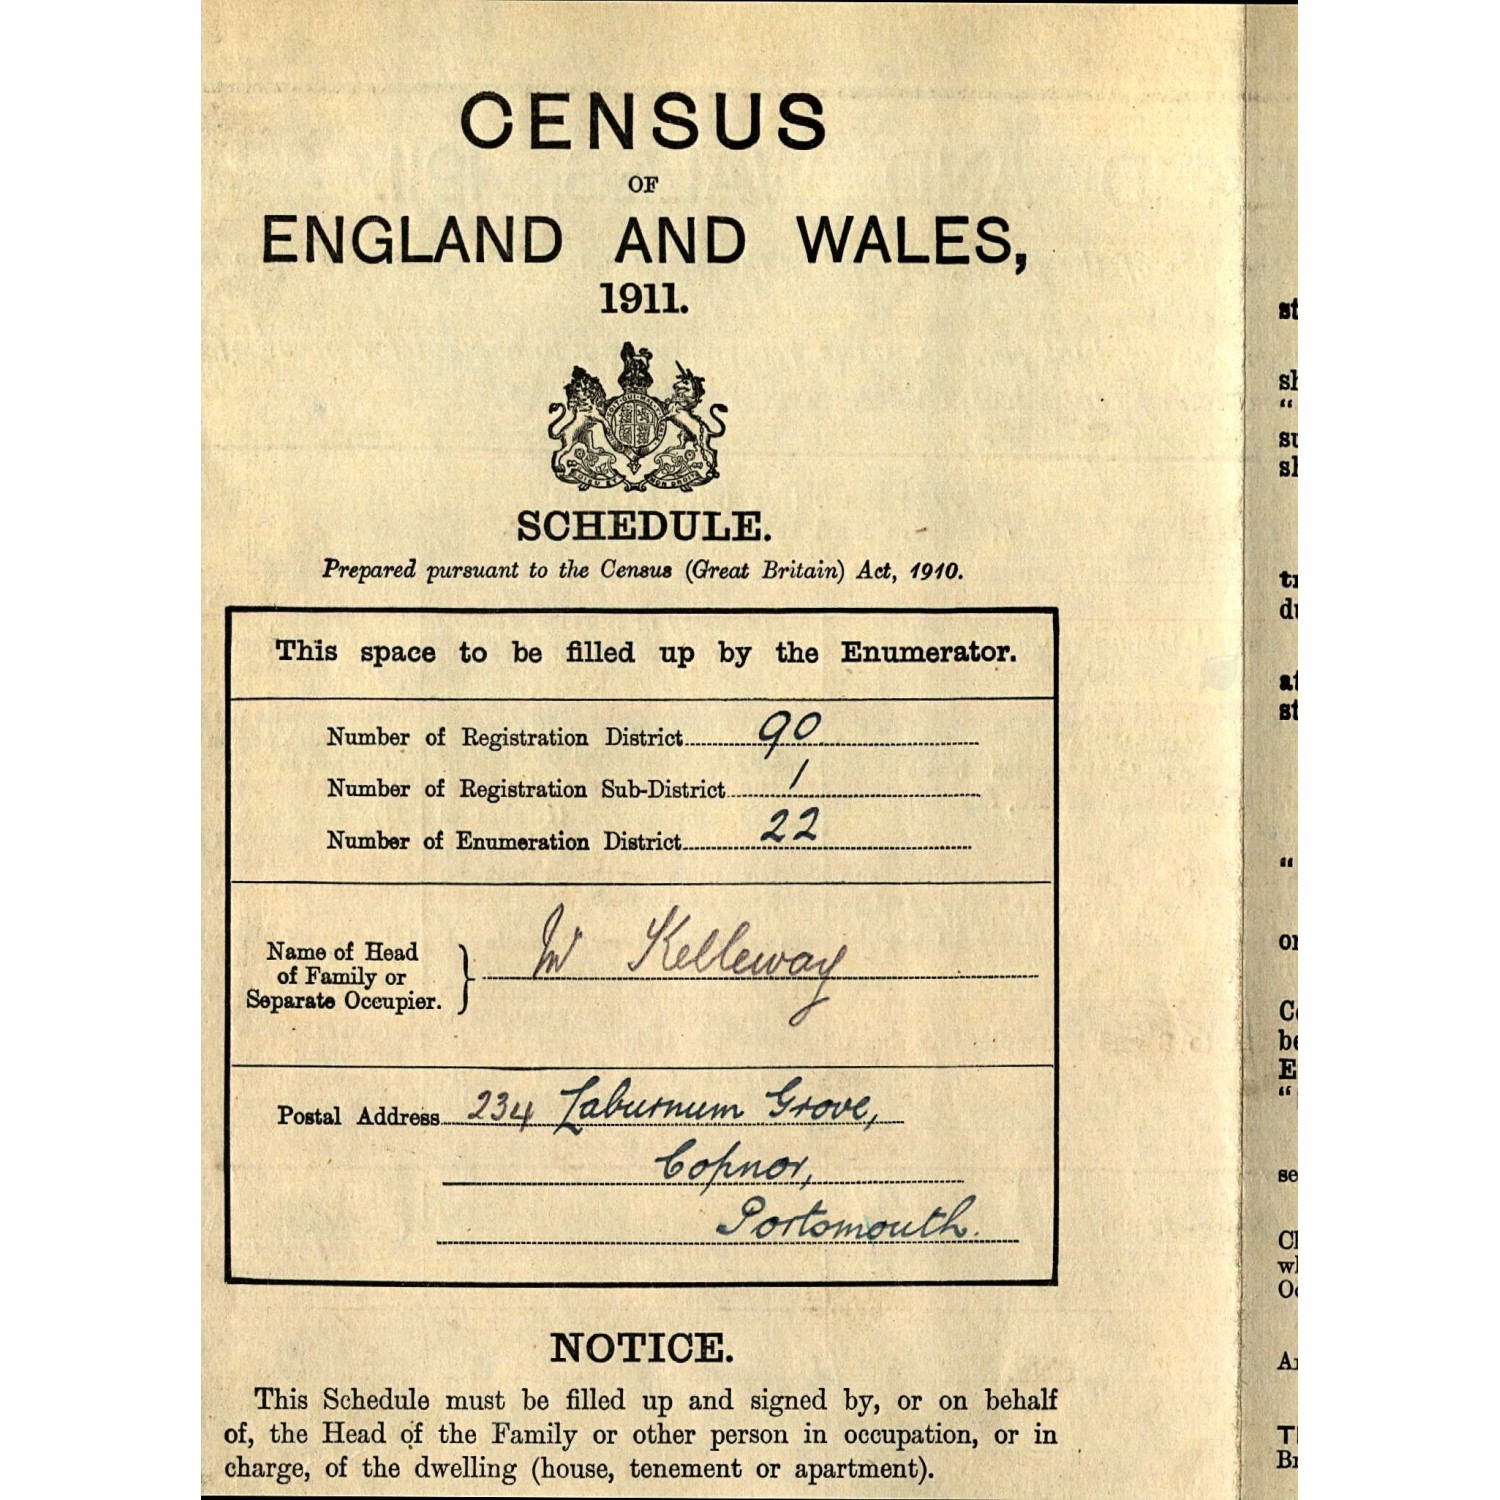 CENSUS
OF
ENGLAND AND WALES,
1911.
SCHEDULE.
Prepared pursuant to the Census (Great Britain) Act, 1910.
This space to be filled up by the Enumerator.
Number of Registration District 90
Number of Registration Sub-District 1
Number of Enumeration District 22
Name of Head
of Family or
Separate Occupier.
W Kelleway
Postal Address 234 Laburnum Grove,
Copnor,
Portsmouth.
NOTICE.
This Schedule must be filled up and signed by, or on behalf
of, the Head of the Family or other person in occupation, or in
charge, of the dwelling (house, tenement or apartment).